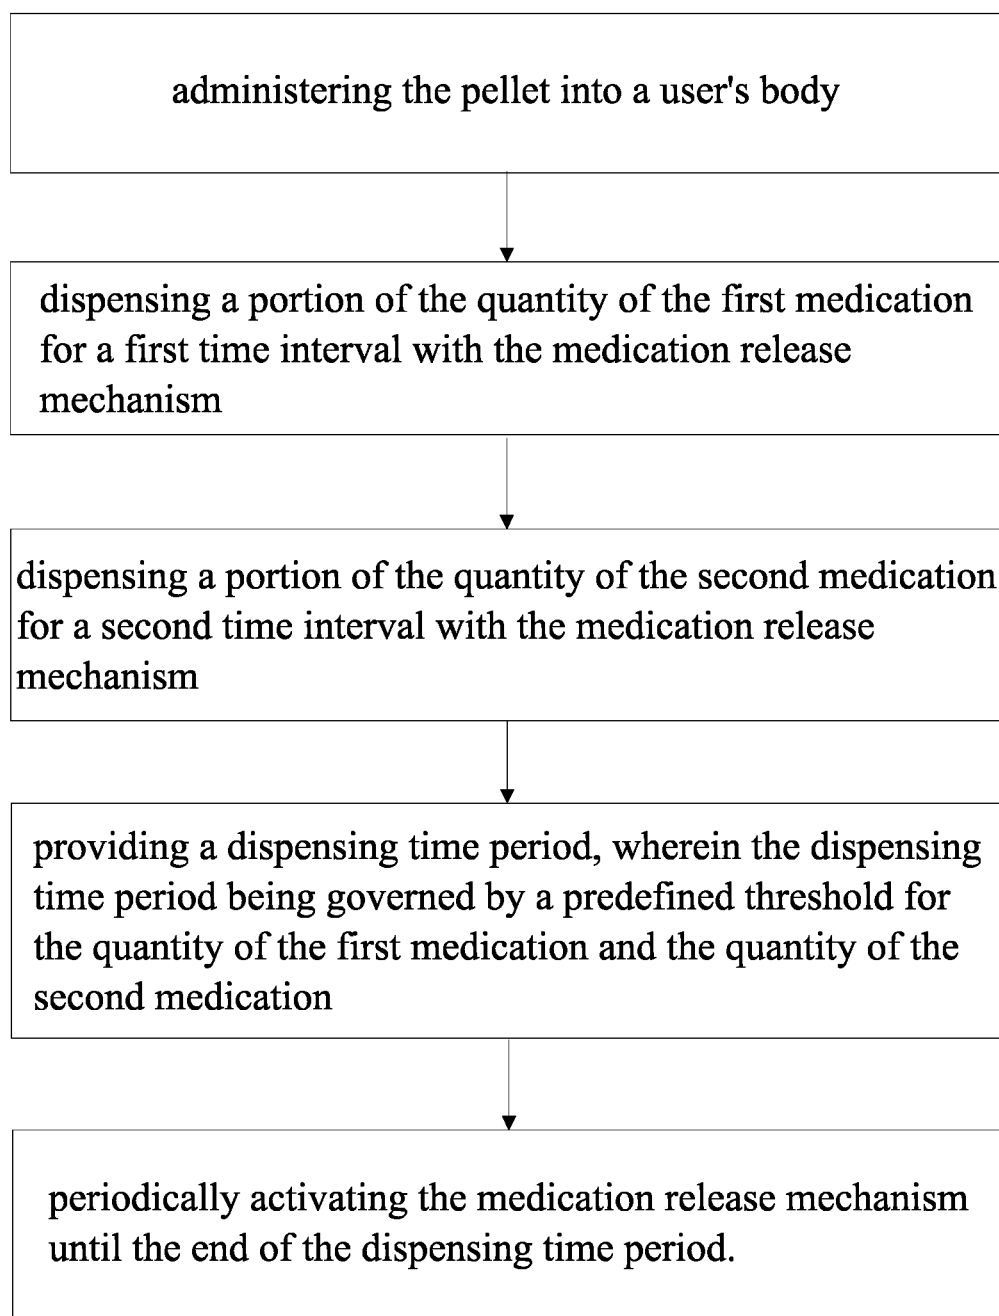 administering the pellet into a user's body
dispensing a portion of the quantity of the first medication
for a first time interval with the medication release
mechanism
dispensing a portion of the quantity of the second medication
for a second time interval with the medication release
mechanism
providing a dispensing time period, wherein the dispensing
time period being governed by a predefined threshold for
the quantity of the first medication and the quantity of the
second medication
periodically activating the medication release mechanism
until the end of the dispensing time period.